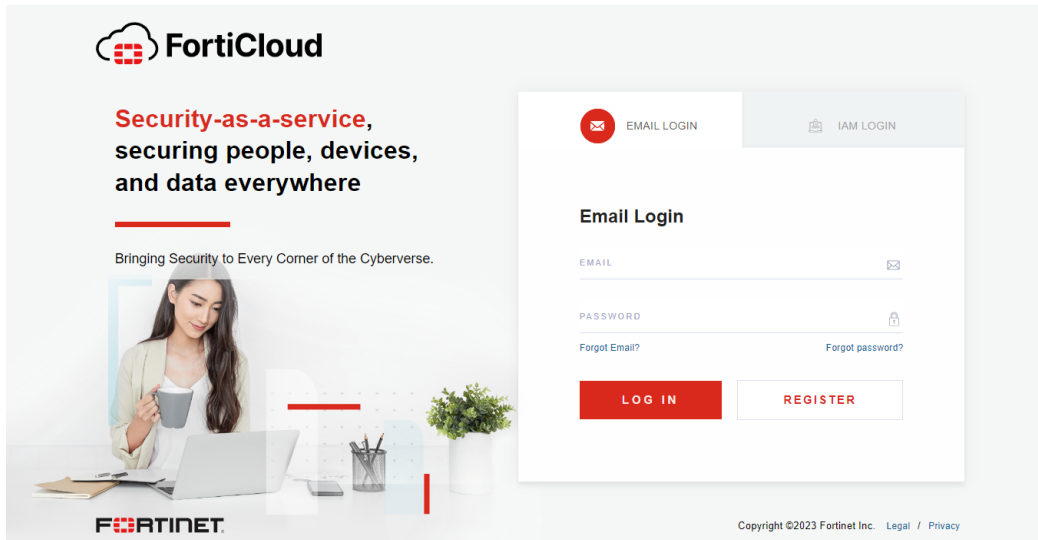 FortiCloud
Security-as-a-service,
securing people, devices,
and data everywhere
Bringing Security to Every Corner of the Cyberverse.
EMAIL LOGIN
IAM LOGIN
Email Login
EMAIL
PASSWORD
Forgot Email?
Forgot password?
LOG IN
REGISTER
FORTINET
Copyright ©2023 Fortinet Inc. Legal / Privacy